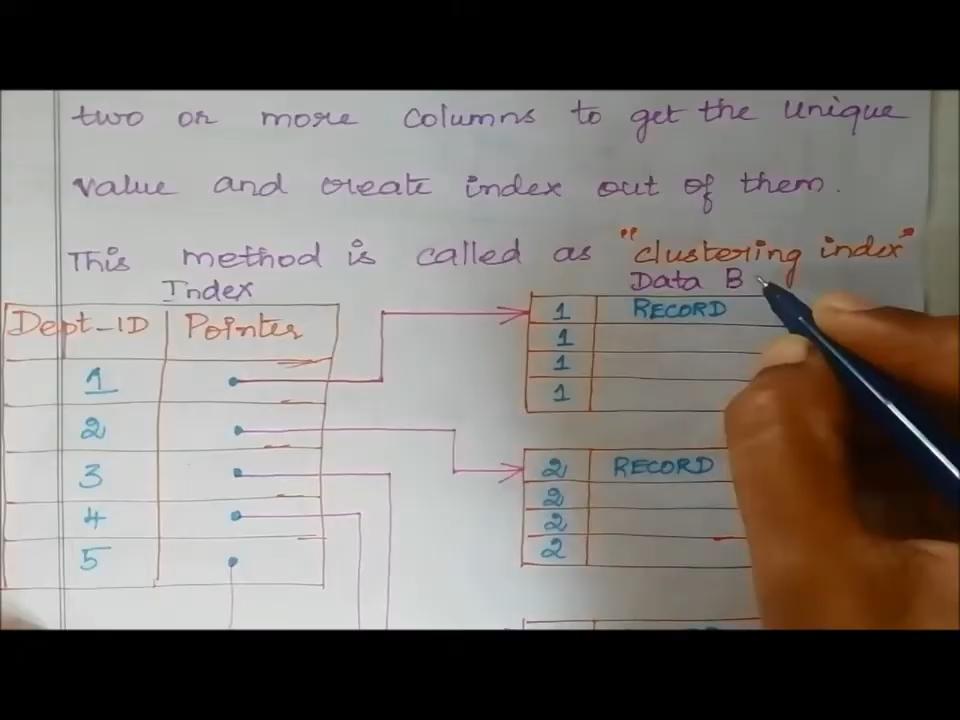 two or more columns to get the unique
value and create index out of them.
This method is called as "clustering index"
Index
Data B
Dept-ID Pointer
1
2
3
4
5
1 RECORD
1
1
1
2 RECORD
2
2
2